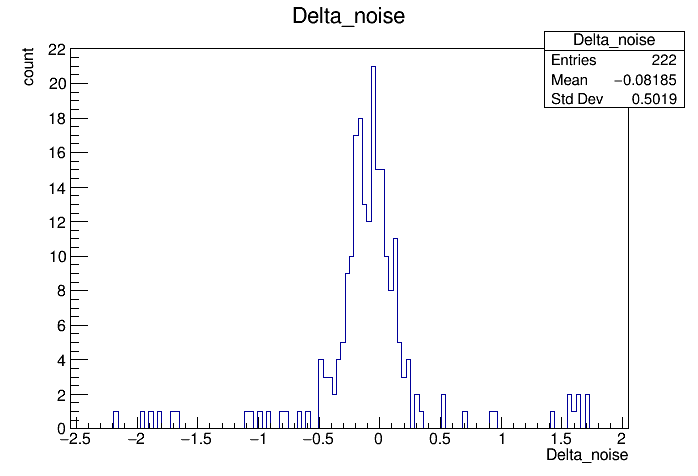 Delta_noise
Delta_noise
Entries 222
Mean −0.08185
Std Dev 0.5019
count
22
20
18
16
14
12
10
8
6
4
2
0
−2.5 −2 −1.5 −1 −0.5 0 0.5 1 1.5 2
Delta_noise